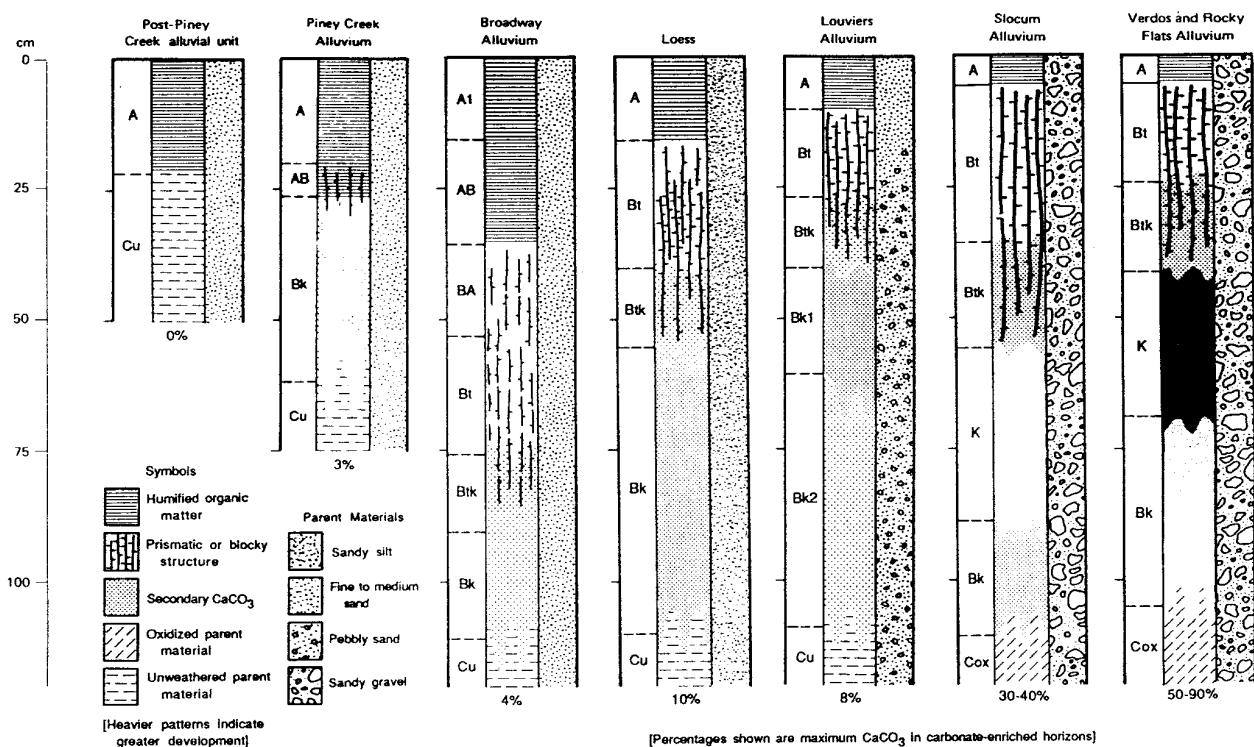 cm
0
25
50
75
100
Post-Piney
Creek alluvial unit
A
Cu
0%
Piney Creek
Alluvium
A
AB
Bk
Cu
3%
Broadway
Alluvium
A1
AB
BA
Bt
Btk
Bk
Cu
4%
Loess
A
Bt
Btk
Bk
Cu
10%
Louviers
Alluvium
A
Bt
Btk
Bk1
Bk2
Cu
8%
Slocum
Alluvium
A
Bt
Btk
K
Bk
Cox
30-40%
Verdos and Rocky
Flats Alluvium
A
Bt
Btk
K
Bk
Cox
50-90%
Symbols
Humified organic
matter
Prismatic or blocky
structure
Secondary CaCO3
Oxidized parent
material
Unweathered parent
material
[Heavier patterns indicate
greater development]
Parent Materials
Sandy silt
Fine to medium
sand
Pebbly sand
Sandy gravel
[Percentages shown are maximum CaCO3 in carbonate-enriched horizons]